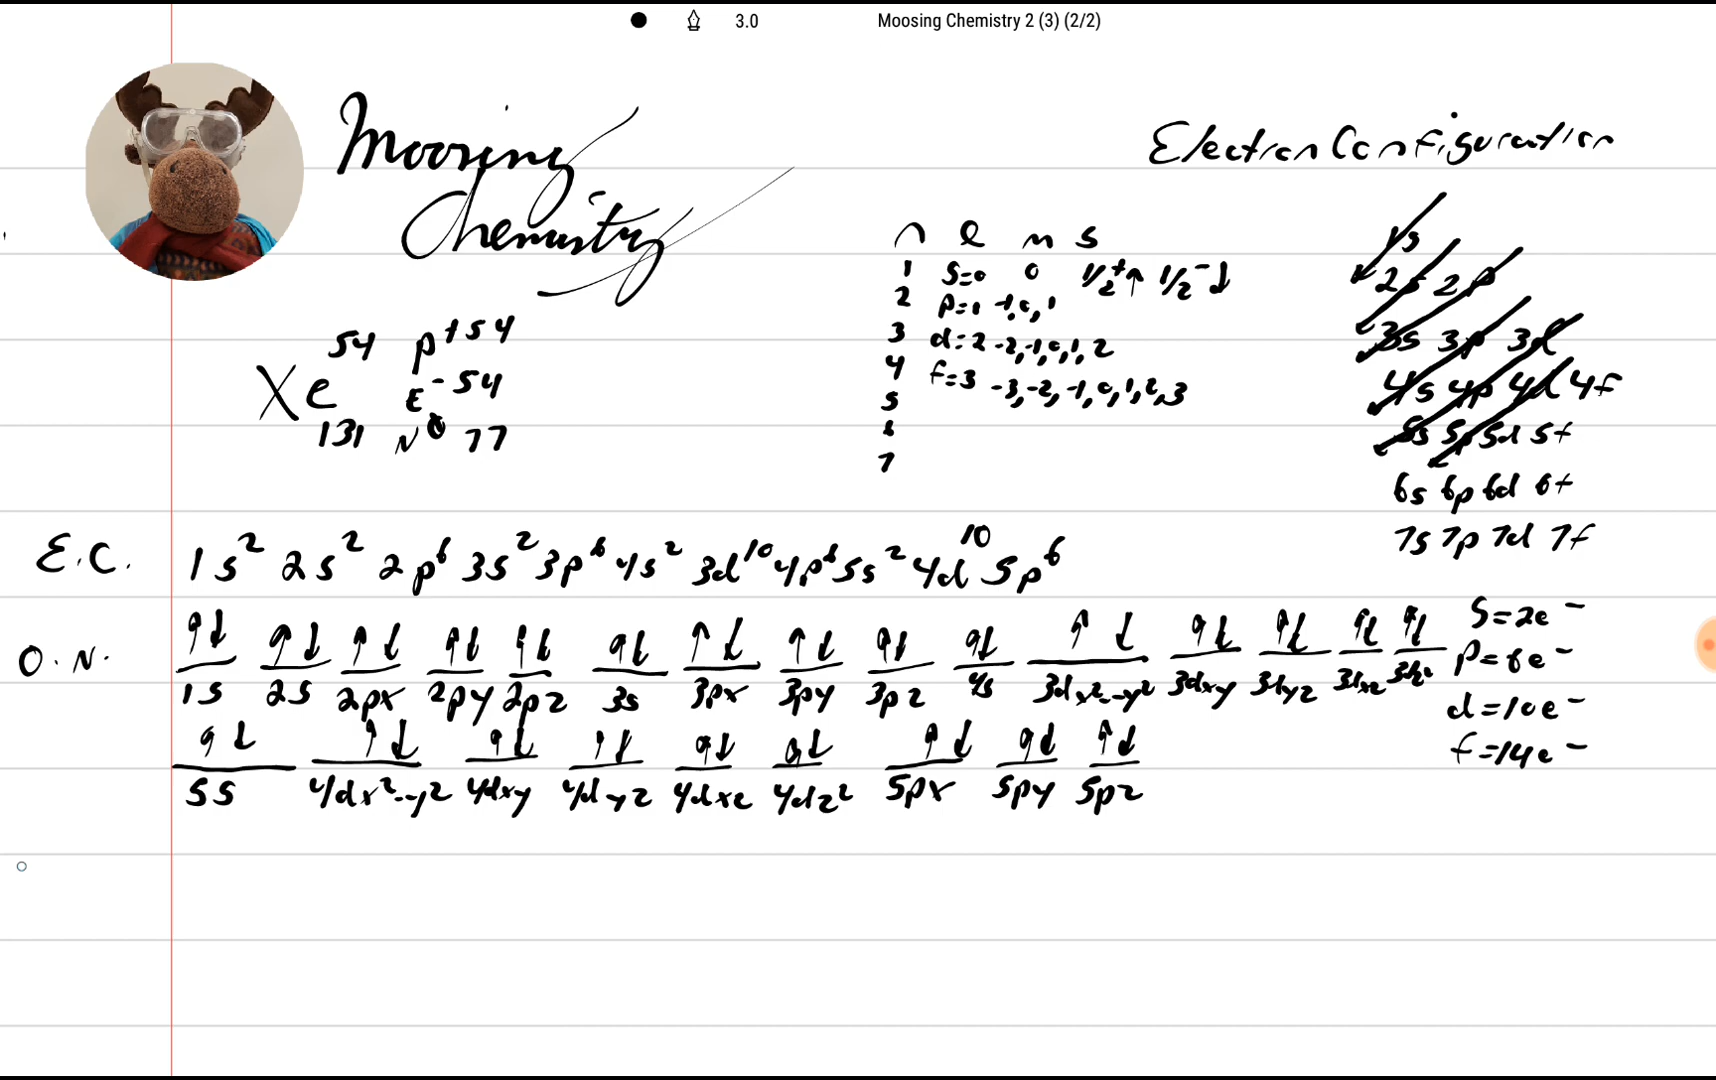 3.0 Moosing Chemistry 2 (3) (2/2)
Moosing
Chemistry
Electron Configuration
n l m s
1 s=0 0 1/2+↑ 1/2-↓
2 p=1 -1,0,1
3 d=2 -2,-1,0,1,2
4 f=3 -3,-2,-1,0,1,2,3
5
6
7
1s
2s 2p
3s 3p 3d
4s 4p 4d 4f
5s 5p 5d 5f
6s 6p 6d 6f
7s 7p 7d 7f
54 p+ 54
Xe E- 54
131 N0 77
E.C. 1s² 2s² 2p⁶ 3s² 3p⁶ 4s² 3d¹⁰ 4p⁶ 5s² 4d¹⁰ 5p⁶
O.N. ↑↓ ↑↓ ↑↓ ↑↓ ↑↓ ↑↓ ↑↓ ↑↓ ↑↓ ↑↓ ↑↓ ↑↓ ↑↓ ↑↓ ↑↓
1s 2s 2px 2py 2pz 3s 3px 3py 3pz 4s 3dx²-y² 3dxy 3dyz 3dxz 3dz²
↑↓ ↑↓ ↑↓ ↑↓ ↑↓ ↑↓ ↑↓ ↑↓ ↑↓
5s 4dx²-y² 4dxy 4dyz 4dxz 4dz² 5px 5py 5pz
s=2e-
p=6e-
d=10e-
f=14e-